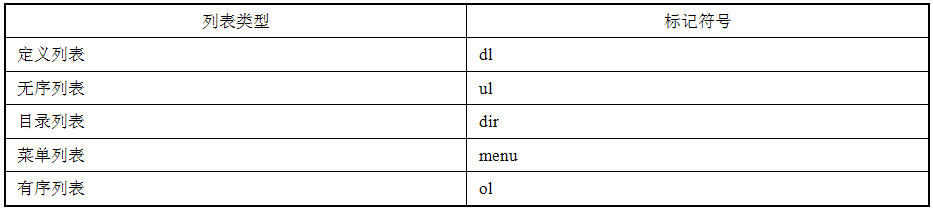 列表类型 标记符号
定义列表 dl
无序列表 ul
目录列表 dir
菜单列表 menu
有序列表 ol